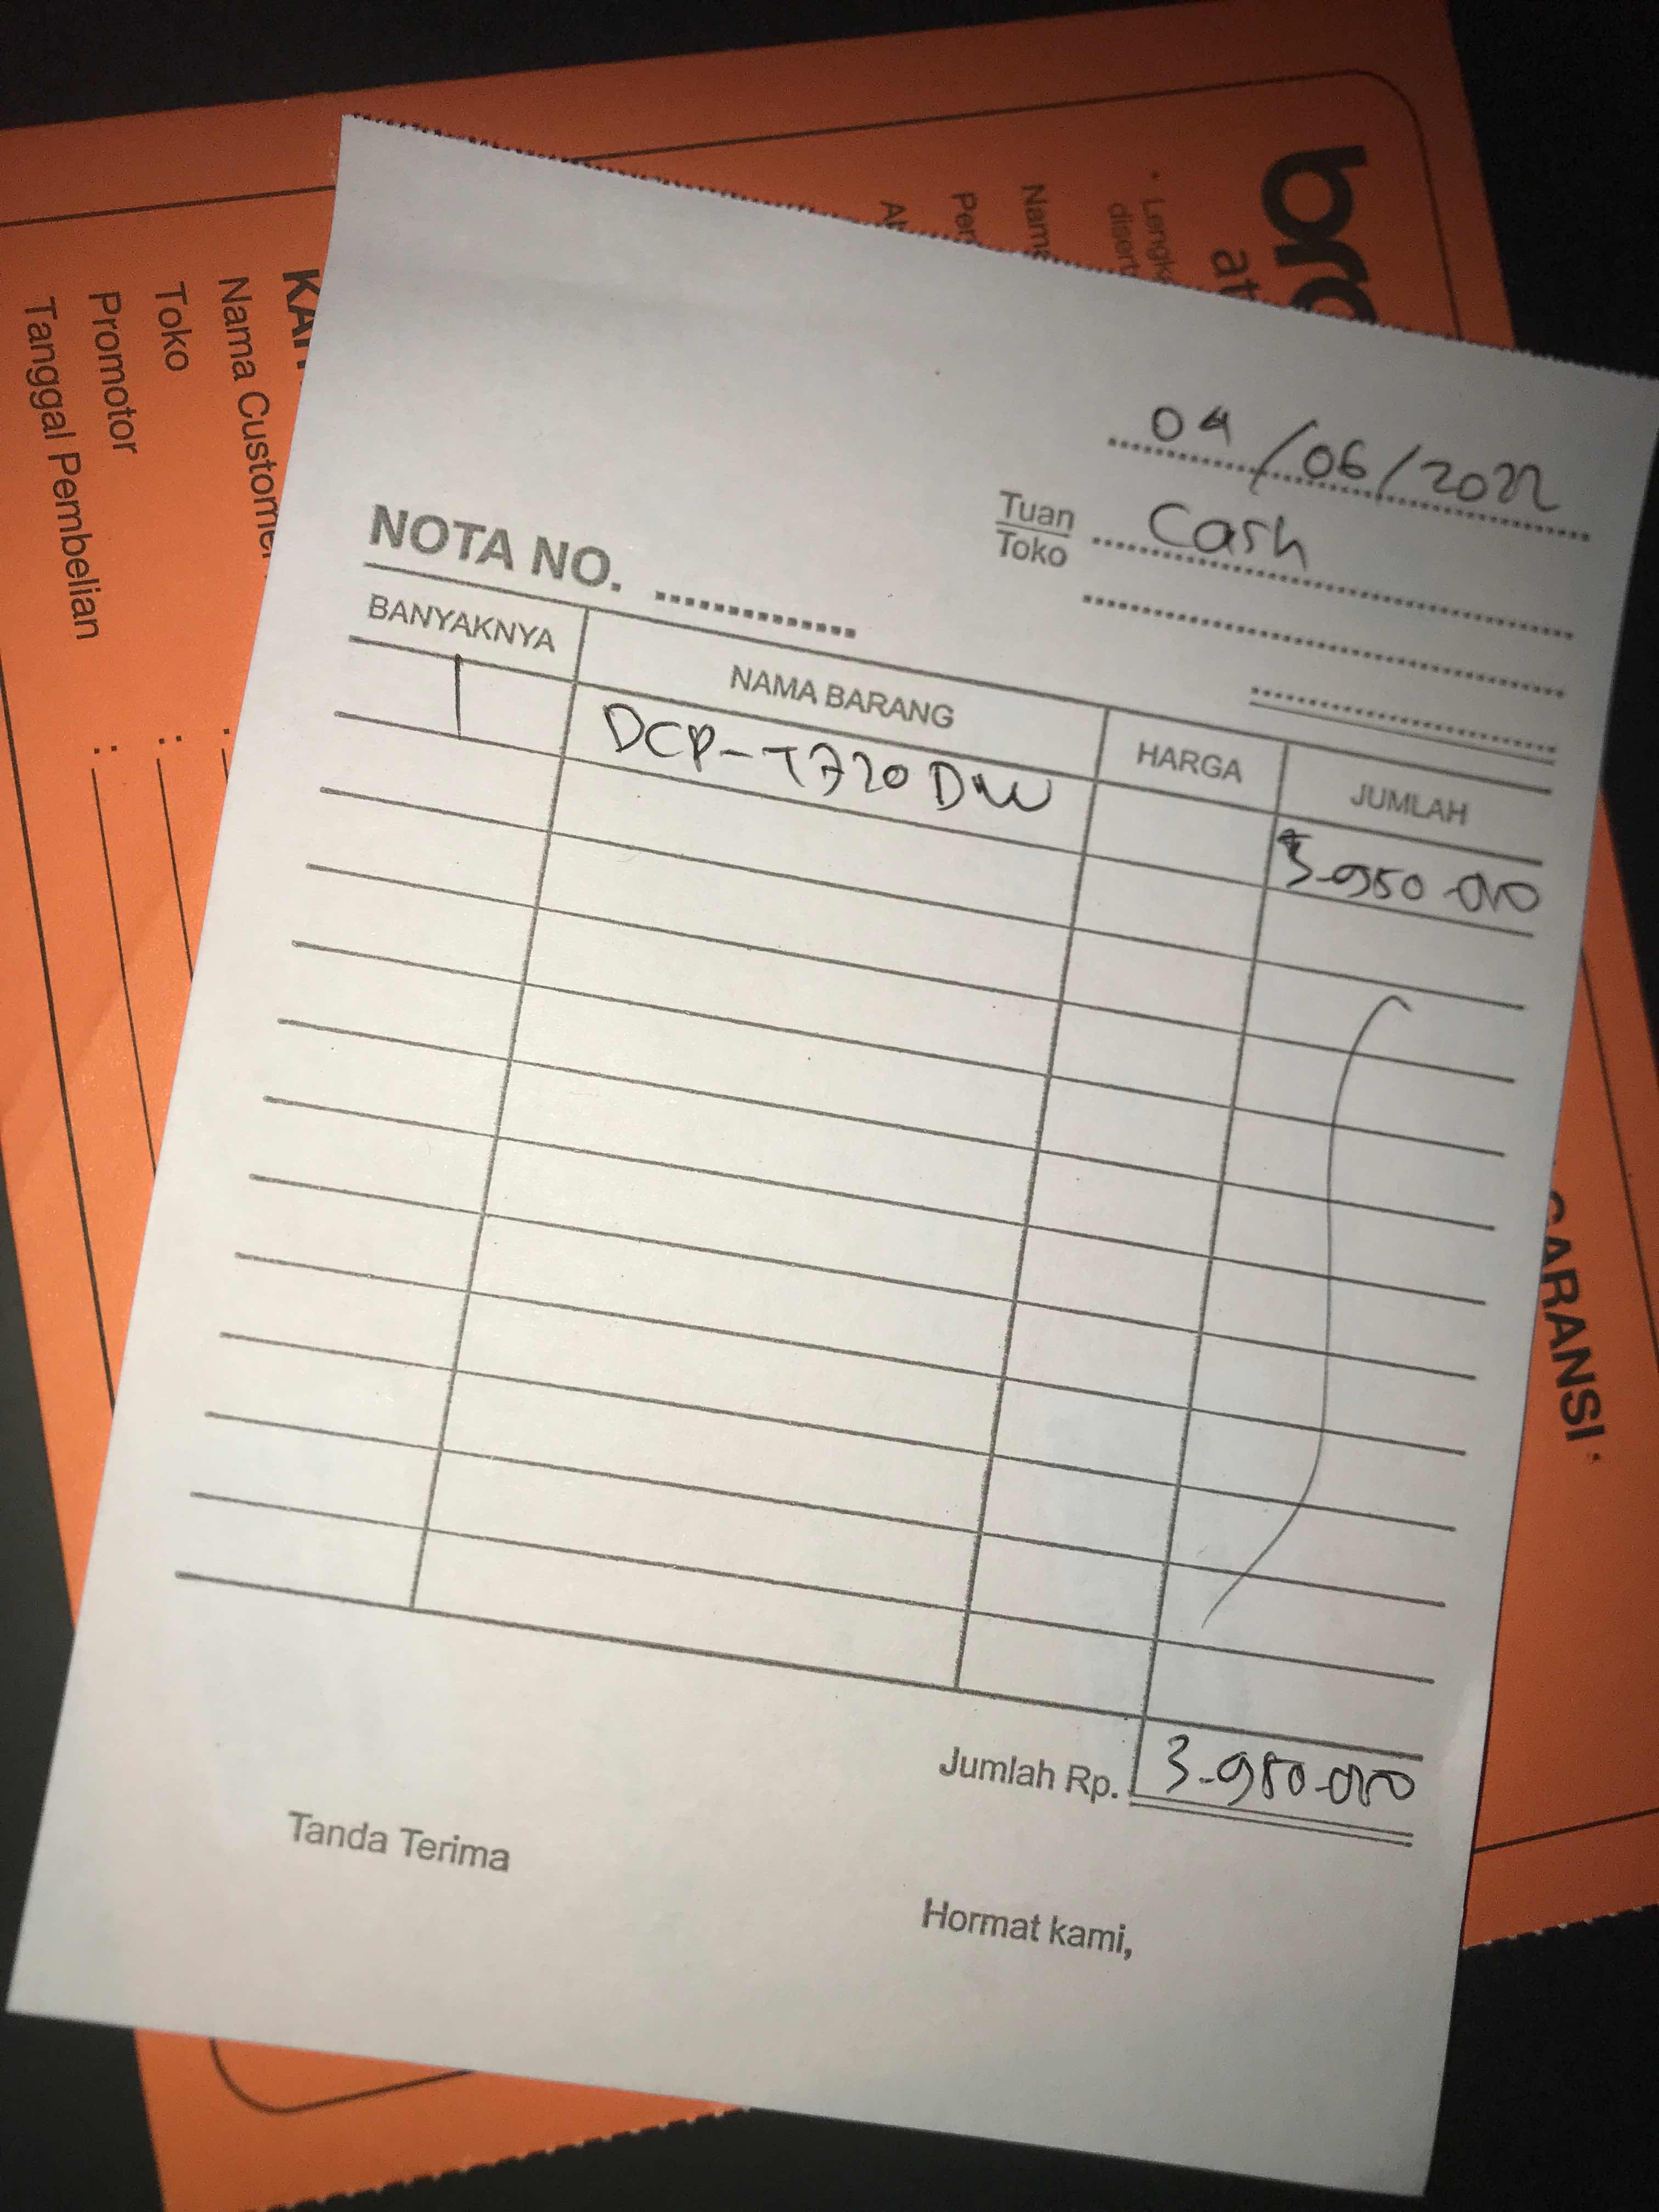 04/06/2022
Tuan Cash
Toko
NOTA NO.
BANYAKNYA NAMA BARANG HARGA JUMLAH
1 DCP-T720DW 3.950.000
Jumlah Rp. 3.950.000
Tanda Terima
Hormat kami,
Nama Customer :
Toko :
Promotor :
Tanggal Pembelian
GARANSI